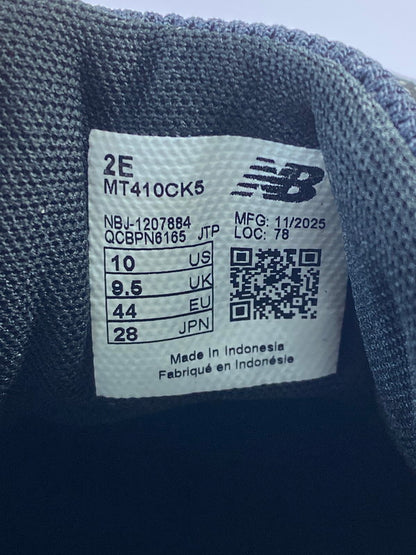 2E
MT410CK5
NB
NBJ-1207884
QCBPN6165 JTP
MFG: 11/2025
LOC: 78
10 US
9.5 UK
44 EU
28 JPN
Made in Indonesia
Fabriqué en Indonésie